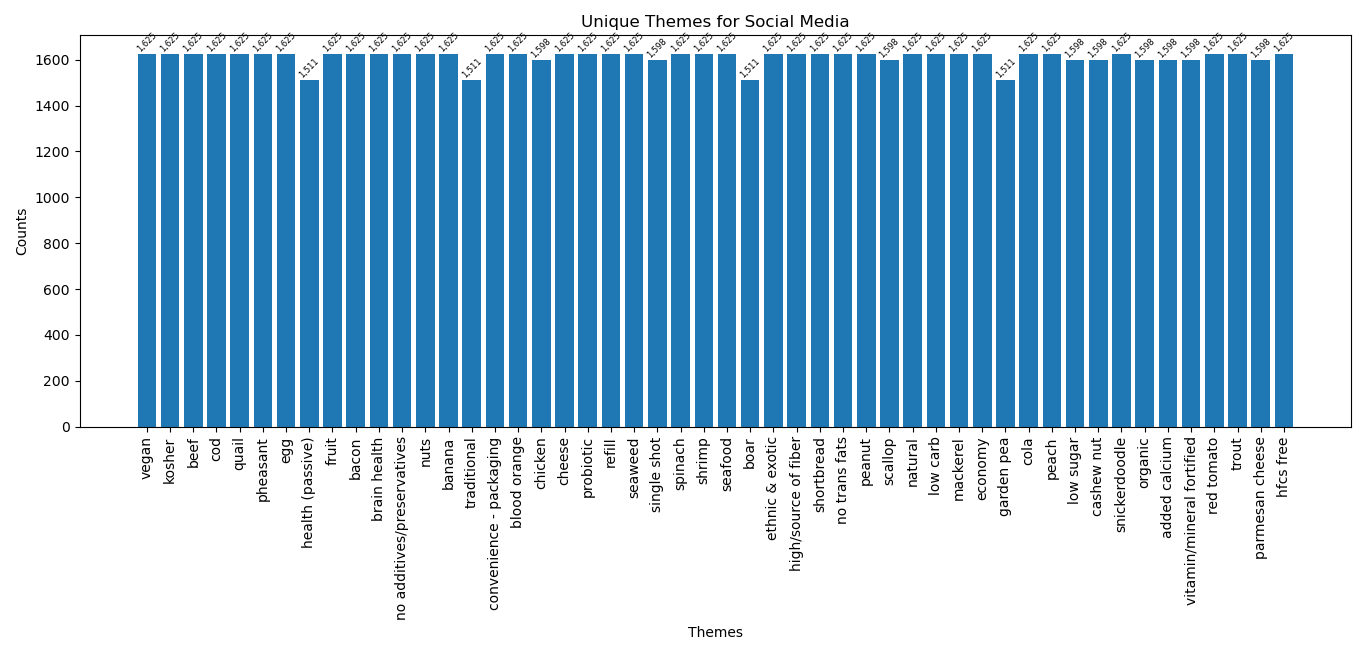 Unique Themes for Social Media
1,625 1,625 1,625 1,625 1,625 1,625 1,625 1,511 1,625 1,625 1,625 1,625 1,625 1,625 1,511 1,625 1,625 1,598 1,625 1,625 1,625 1,625 1,598 1,625 1,625 1,625 1,511 1,625 1,625 1,625 1,625 1,625 1,598 1,625 1,625 1,625 1,625 1,511 1,625 1,625 1,598 1,598 1,625 1,598 1,598 1,598 1,625 1,625 1,598 1,625
1600
1400
1200
1000
800
600
400
200
0
Counts
vegan
kosher
beef
cod
quail
pheasant
egg
health (passive)
fruit
bacon
brain health
no additives/preservatives
nuts
banana
traditional
convenience - packaging
blood orange
chicken
cheese
probiotic
refill
seaweed
single shot
spinach
shrimp
seafood
boar
ethnic & exotic
high/source of fiber
shortbread
no trans fats
peanut
scallop
natural
low carb
mackerel
economy
garden pea
cola
peach
low sugar
cashew nut
snickerdoodle
organic
added calcium
vitamin/mineral fortified
red tomato
trout
parmesan cheese
hfcs free
Themes